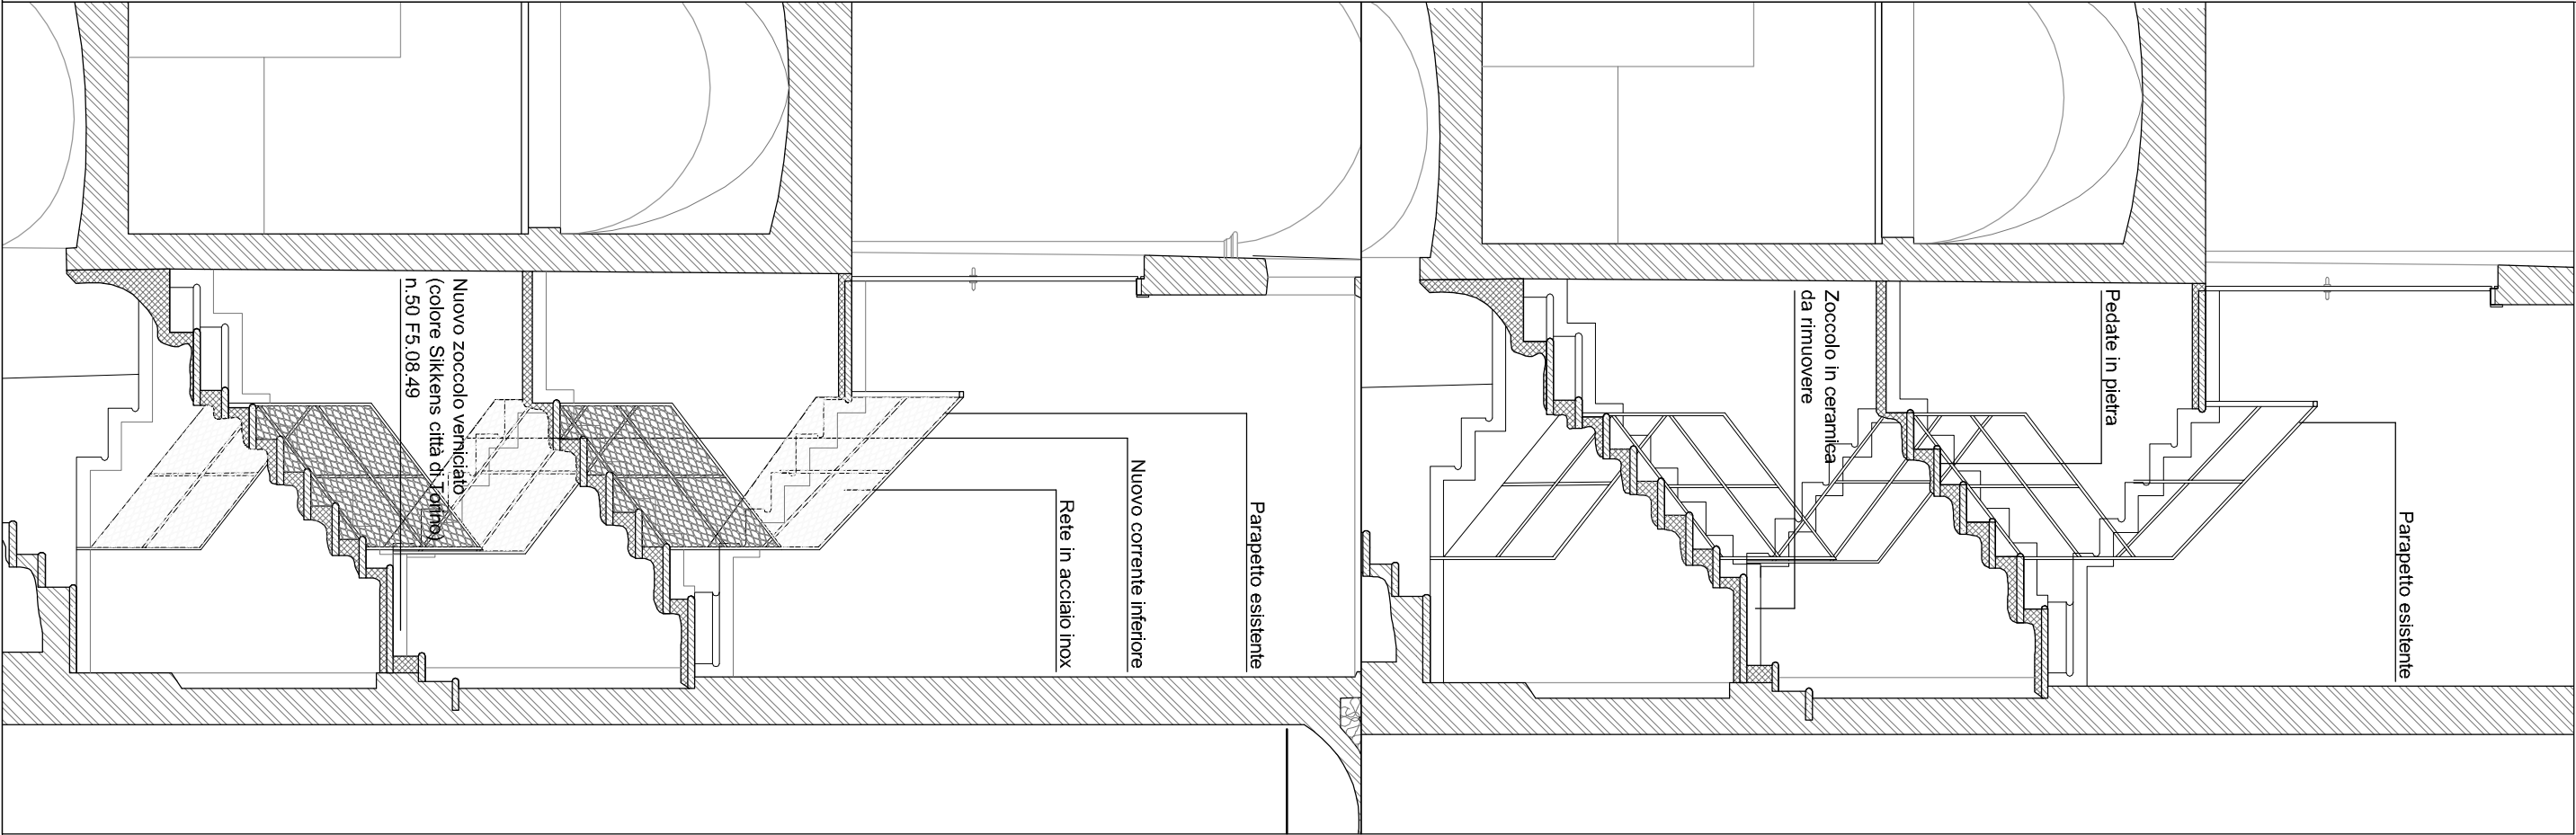 Parapetto esistente
Pedate in pietra
Zoccolo in ceramica
da rimuovere
Parapetto esistente
Nuovo corrente inferiore
Rete in acciaio inox
Nuovo zoccolo verniciato
(colore Sikkens città di Torino)
n.50 F5.08.49